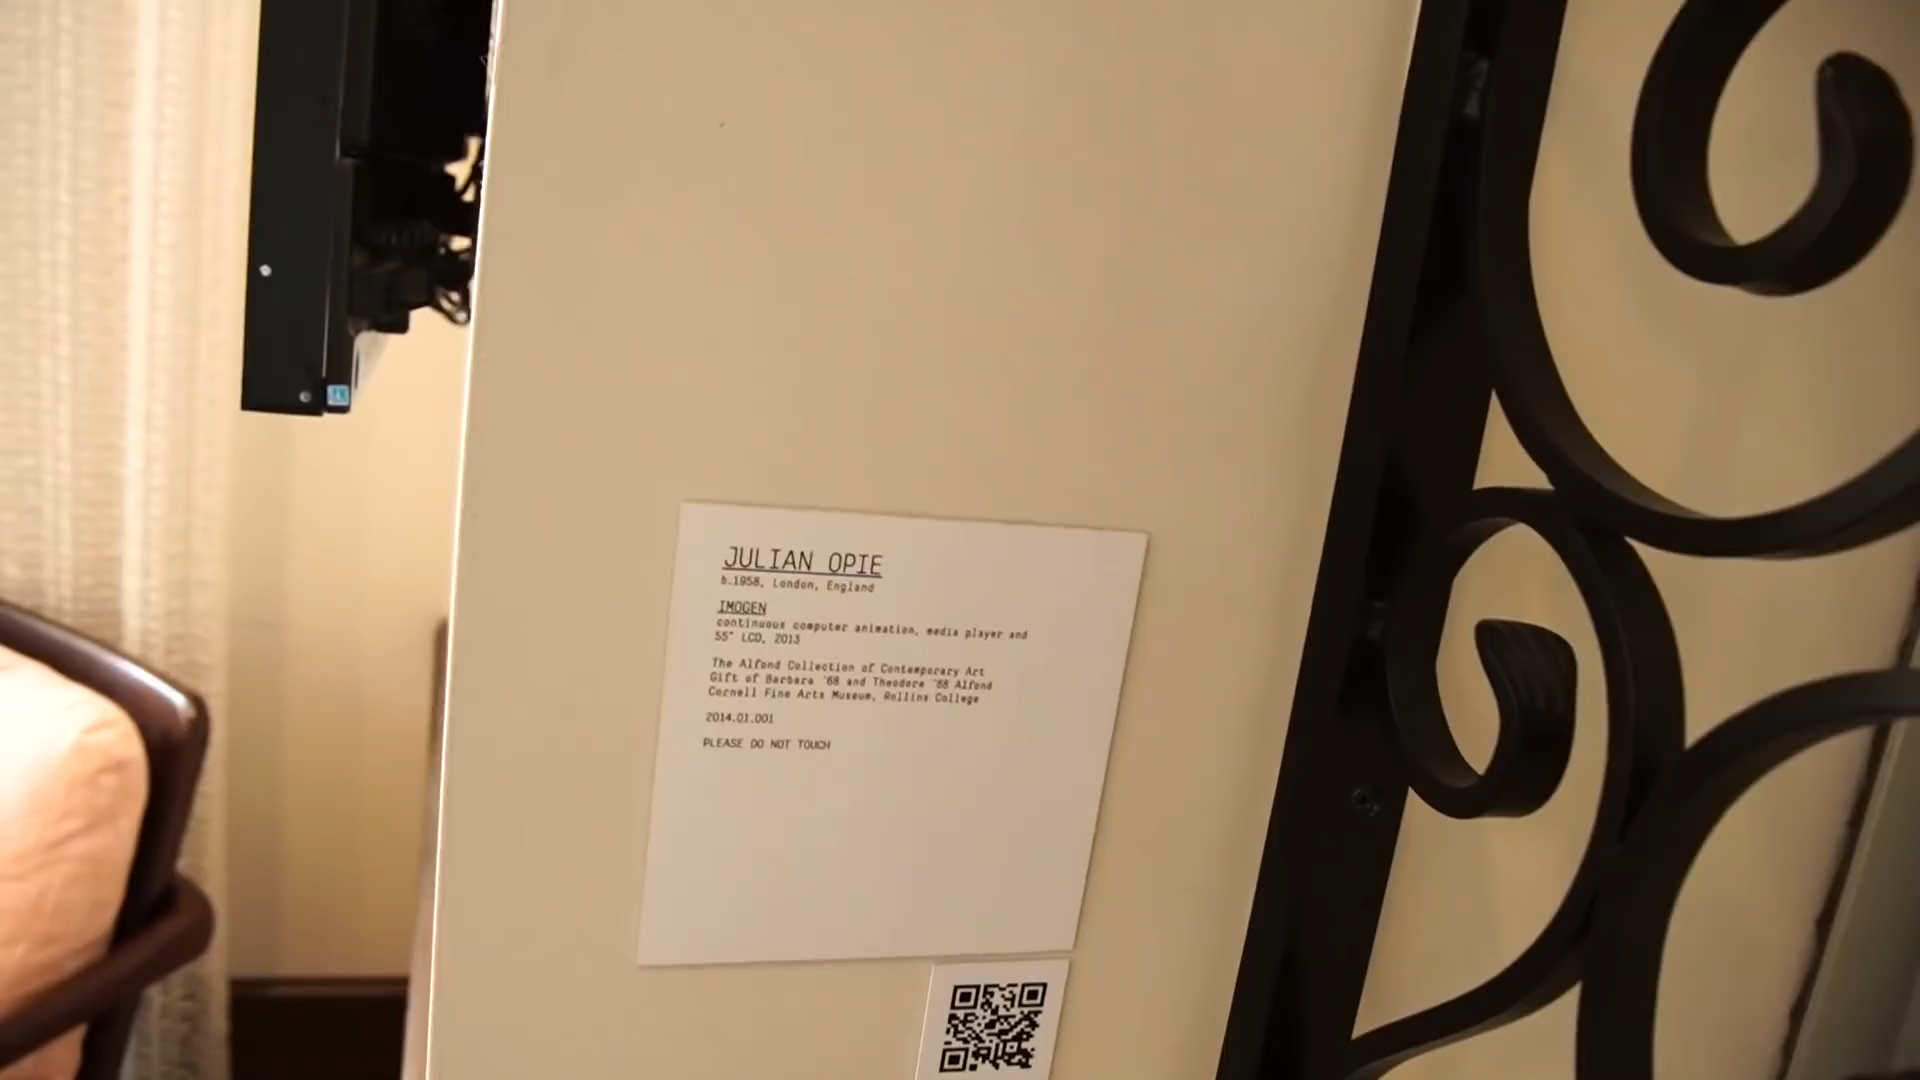 JULIAN OPIE
b.1958, London, England
IMOGEN
continuous computer animation, media player and
55" LCD, 2013
The Alfond Collection of Contemporary Art
Gift of Barbara '68 and Theodore '68 Alfond
Cornell Fine Arts Museum, Rollins College
2014.01.001
PLEASE DO NOT TOUCH